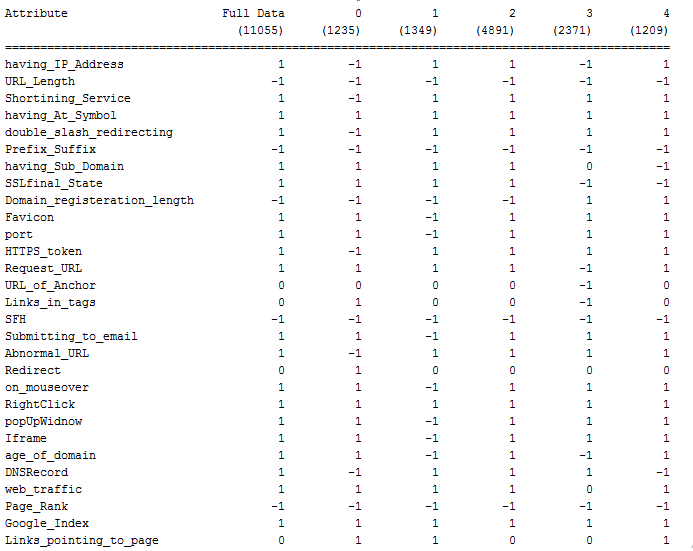 Attribute Full Data 0 1 2 3 4
(11055) (1235) (1349) (4891) (2371) (1209)
==========================================================================================
having_IP_Address 1 -1 1 1 -1 1
URL_Length -1 -1 -1 -1 -1 -1
Shortining_Service 1 -1 1 1 1 1
having_At_Symbol 1 1 1 1 1 1
double_slash_redirecting 1 -1 1 1 1 1
Prefix_Suffix -1 -1 -1 -1 -1 -1
having_Sub_Domain 1 1 1 1 0 -1
SSLfinal_State 1 1 1 1 -1 -1
Domain_registeration_length -1 -1 -1 -1 1 1
Favicon 1 1 -1 1 1 1
port 1 1 -1 1 1 1
HTTPS_token 1 -1 1 1 1 1
Request_URL 1 1 1 1 -1 1
URL_of_Anchor 0 0 0 0 -1 0
Links_in_tags 0 1 0 0 -1 0
SFH -1 -1 -1 -1 -1 -1
Submitting_to_email 1 1 -1 1 1 1
Abnormal_URL 1 -1 1 1 1 1
Redirect 0 1 0 0 0 0
on_mouseover 1 1 -1 1 1 1
RightClick 1 1 1 1 1 1
popUpWidnow 1 1 -1 1 1 1
Iframe 1 1 -1 1 1 1
age_of_domain 1 1 -1 1 -1 1
DNSRecord 1 -1 1 1 1 -1
web_traffic 1 1 1 1 0 1
Page_Rank -1 -1 -1 -1 -1 -1
Google_Index 1 1 1 1 1 1
Links_pointing_to_page 0 1 1 0 0 1